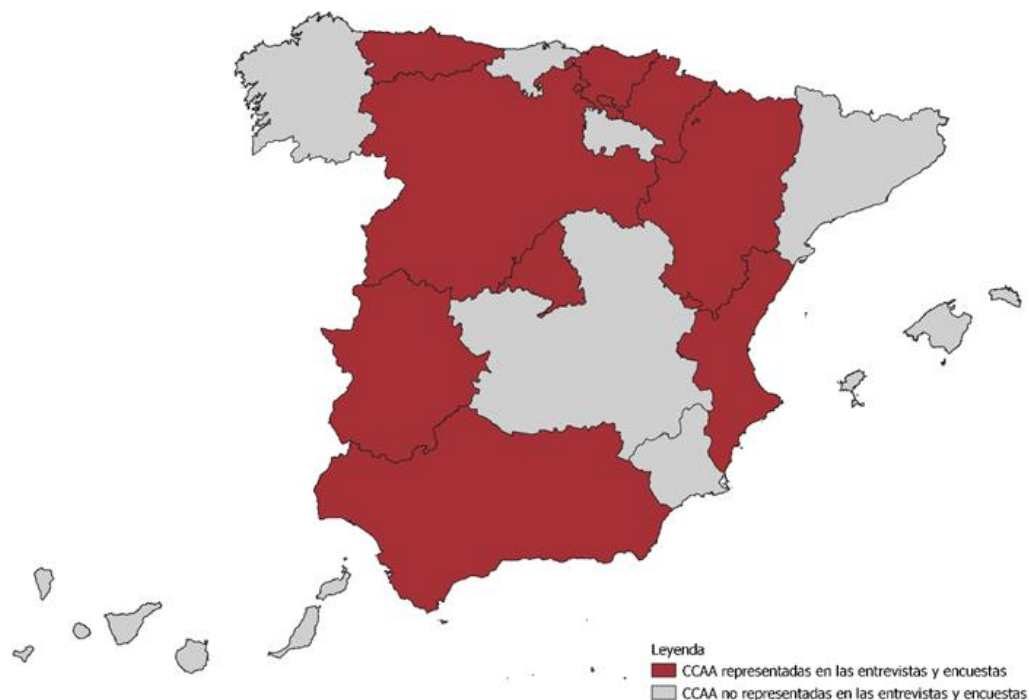 Leyenda
CCAA representadas en las entrevistas y encuestas
CCAA no representadas en las entrevistas y encuestas